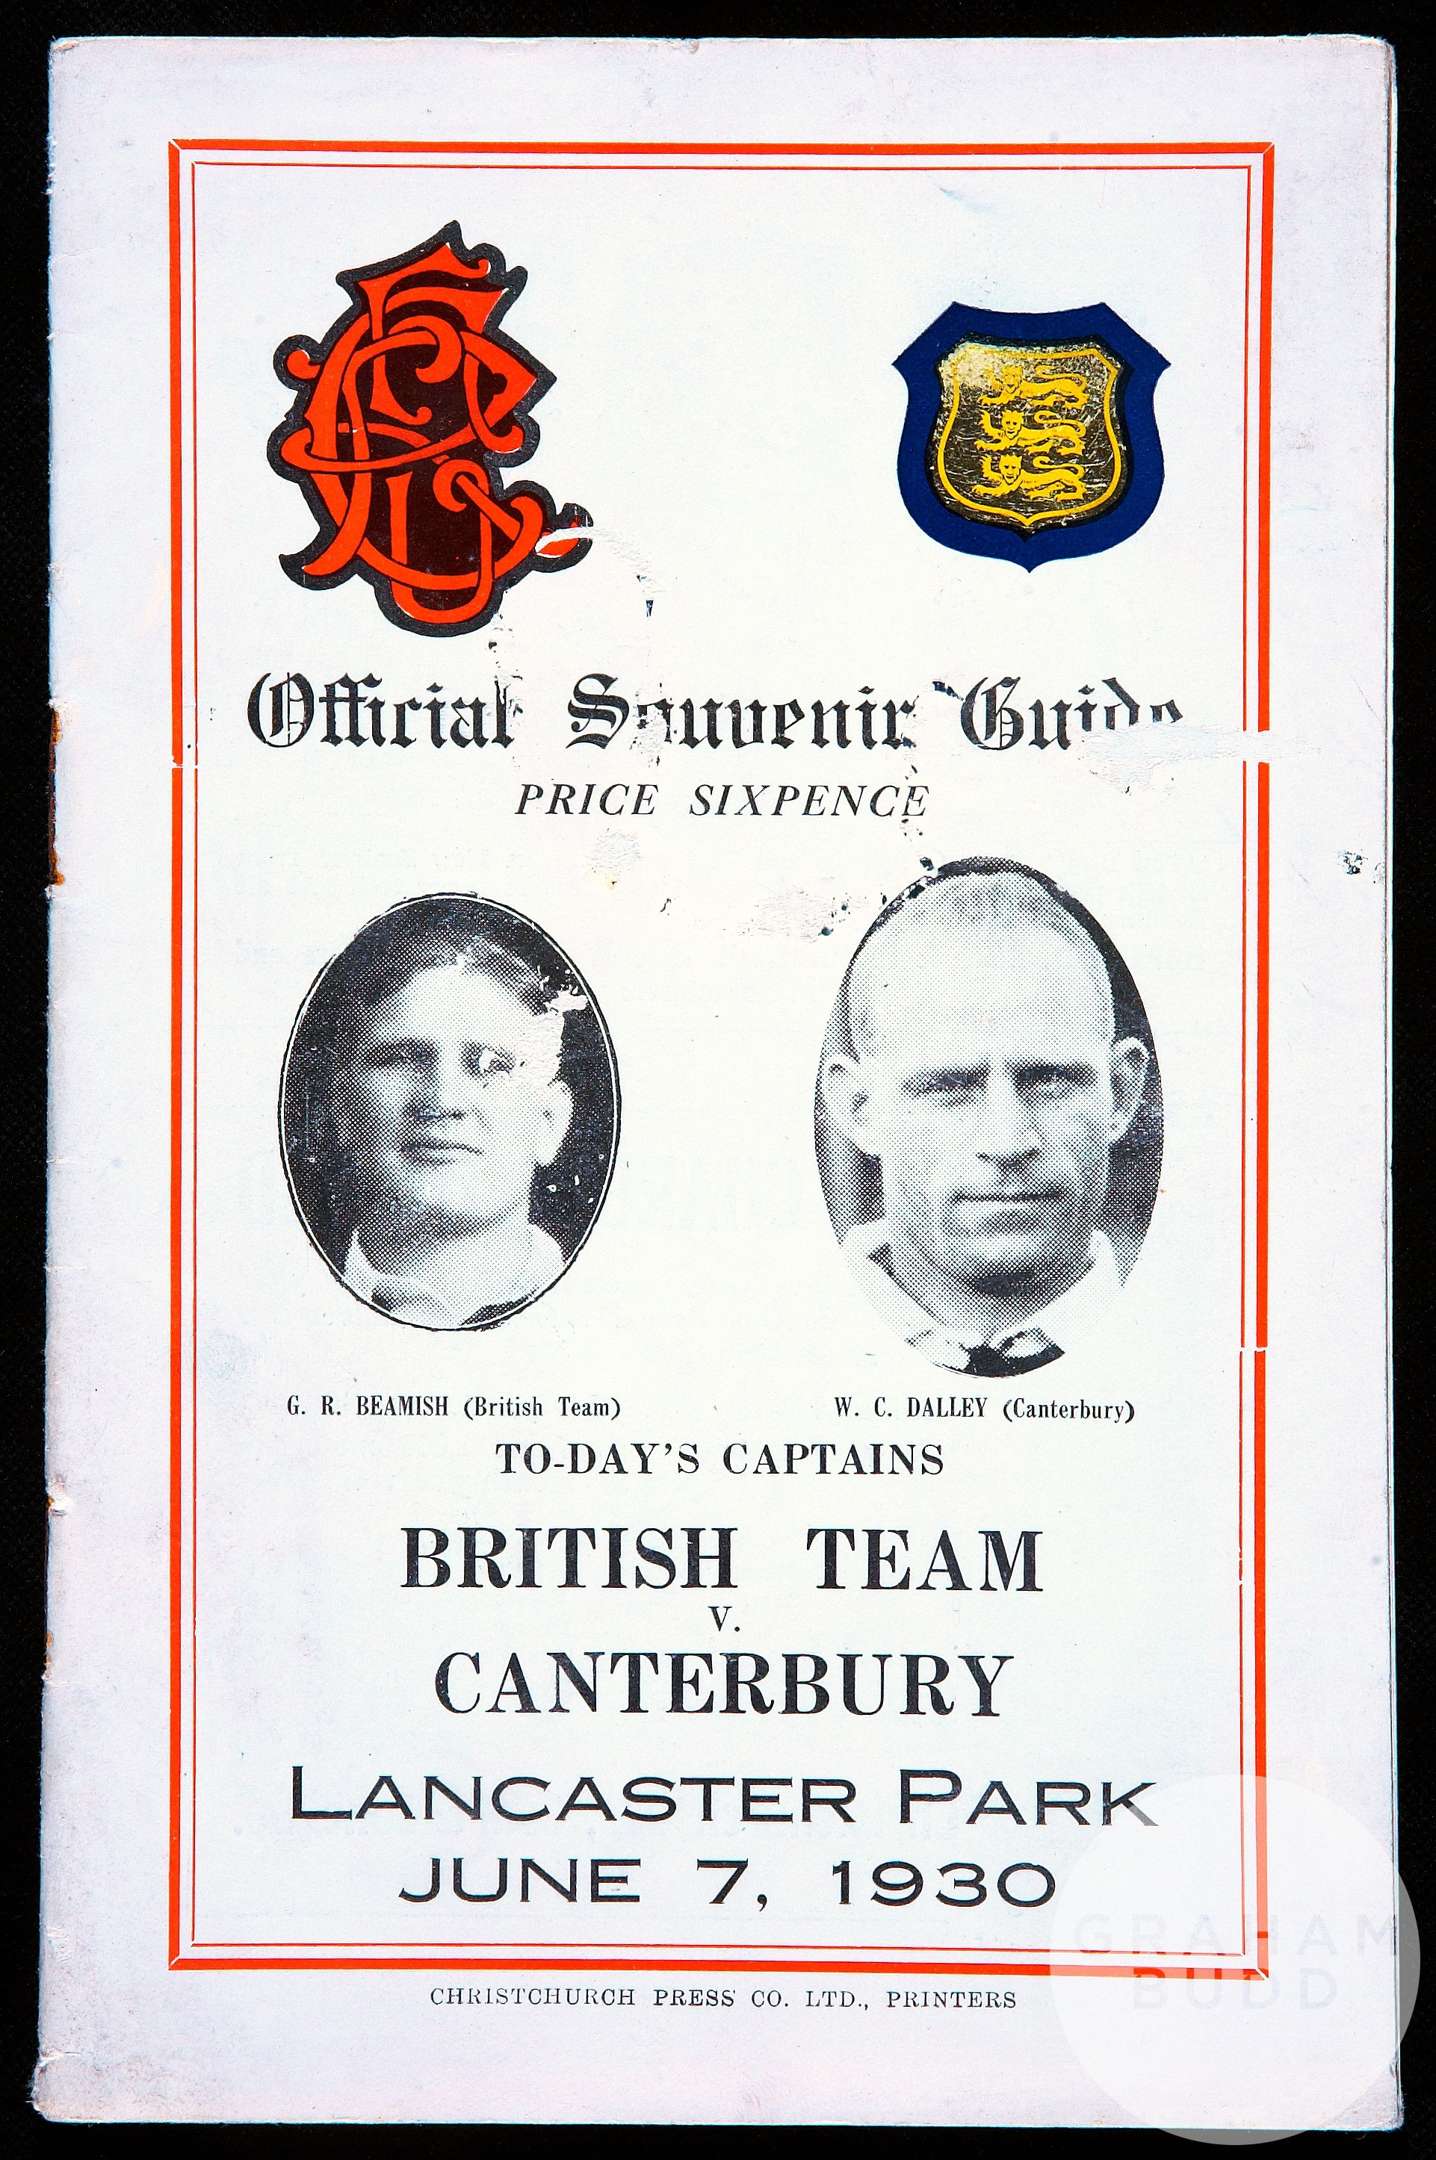 Official Souvenir Guide
PRICE SIXPENCE
G. R. BEAMISH (British Team)
W. C. DALLEY (Canterbury)
TO-DAY'S CAPTAINS
BRITISH TEAM
V.
CANTERBURY
LANCASTER PARK
JUNE 7, 1930
CHRISTCHURCH PRESS CO. LTD., PRINTERS
GRAHAM
BUDD